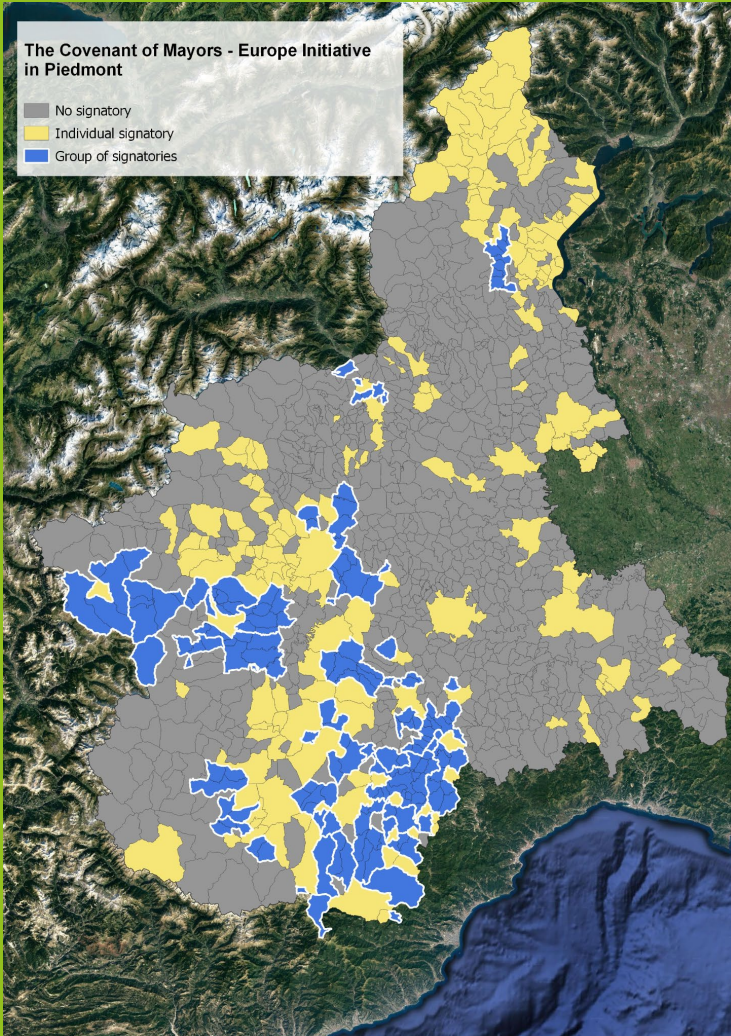 The Covenant of Mayors - Europe Initiative
in Piedmont
No signatory
Individual signatory
Group of signatories